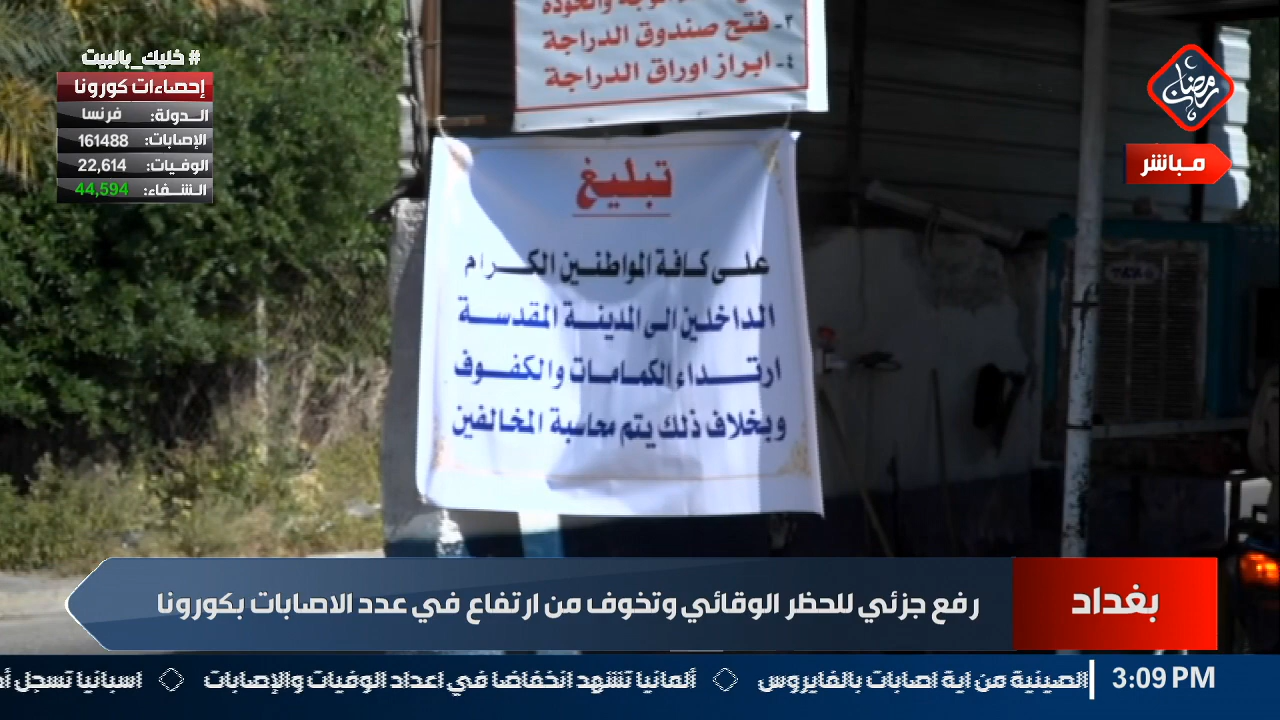 # خليك_بالبيت
إحصاءات كورونا
الـدولة: فرنسا
الإصابات: 161488
الوفيات: 22,614
الشفاء: 44,594
والخوذه
٣- فتح صندوق الدراجة
٤- ابراز اوراق الدراجة
رمضان
مباشر
تبليغ
على كافة المواطنين الكرام
الداخلين الى المدينة المقدسة
ارتداء الكمامات والكفوف
وبخلاف ذلك يتم محاسبة المخالفين
بغداد
رفع جزئي للحظر الوقائي وتخوف من ارتفاع في عدد الاصابات بكورونا
3:09 PM
الصينية من اية اصابات بالفايروس ◇ ألمانيا تشهد انخفاضا في اعداد الوفيات والإصابات ◇ اسبانيا تسجل